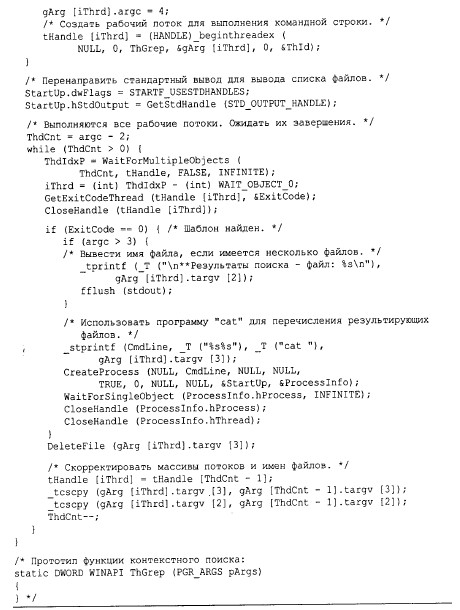 gArg [iThrd].argc = 4;
/* Создать рабочий поток для выполнения командной строки. */
tHandle [iThrd] = (HANDLE)_beginthreadex (
NULL, 0, ThGrep, &gArg [iThrd], 0, &ThId);
}
/* Перенаправить стандартный вывод для вывода списка файлов. */
StartUp.dwFlags = STARTF_USESTDHANDLES;
StartUp.hStdOutput = GetStdHandle (STD_OUTPUT_HANDLE);
/* Выполняются все рабочие потоки. Ожидать их завершения. */
ThdCnt = argc - 2;
while (ThdCnt > 0) {
ThdIdxP = WaitForMultipleObjects (
ThdCnt, tHandle, FALSE, INFINITE);
iThrd = (int) ThdIdxP - (int) WAIT_OBJECT_0;
GetExitCodeThread (tHandle [iThrd], &ExitCode);
CloseHandle (tHandle [iThrd]);
if (ExitCode == 0) { /* Шаблон найден. */
if (argc > 3) {
/* Вывести имя файла, если имеется несколько файлов. */
_tprintf (_T ("\n**Результаты поиска - файл: %s\n"),
gArg [iThrd].targv [2]);
fflush (stdout);
}
/* Использовать программу "cat" для перечисления результирующих
файлов. */
_stprintf (CmdLine, _T ("%s%s"), _T ("cat "),
gArg [iThrd].targv [3]);
CreateProcess (NULL, CmdLine, NULL, NULL,
TRUE, 0, NULL, NULL, &StartUp, &ProcessInfo);
WaitForSingleObject (ProcessInfo.hProcess, INFINITE);
CloseHandle (ProcessInfo.hProcess);
CloseHandle (ProcessInfo.hThread);
}
DeleteFile (gArg [iThrd].targv [3]);
/* Скорректировать массивы потоков и имен файлов. */
tHandle [iThrd] = tHandle [ThdCnt - 1];
_tcscpy (gArg [iThrd].targv [3], gArg [ThdCnt - 1].targv [3]);
_tcscpy (gArg [iThrd].targv [2], gArg [ThdCnt - 1].targv [2]);
ThdCnt--;
}
}
/* Прототип функции контекстного поиска:
static DWORD WINAPI ThGrep (PGR_ARGS pArgs)
{
} */